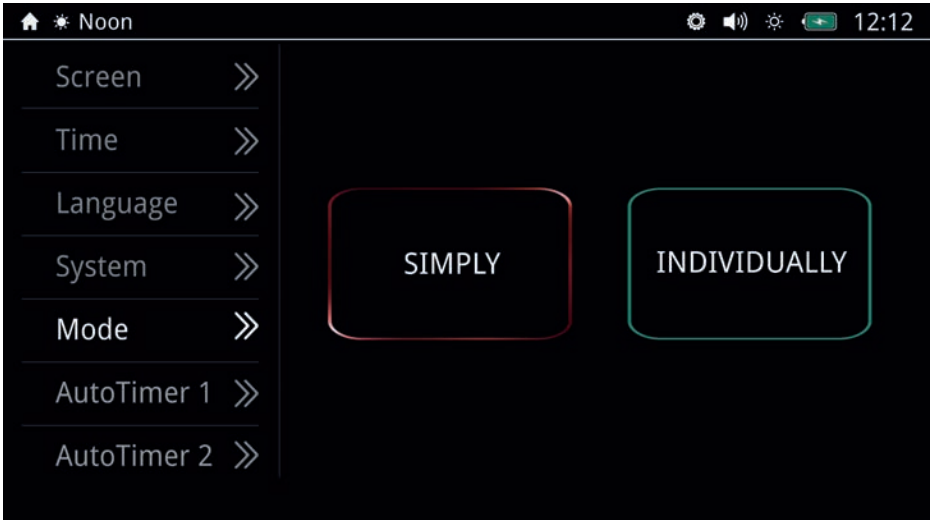 Noon 12:12
Screen
Time
Language
System
Mode
AutoTimer 1
AutoTimer 2
SIMPLY
INDIVIDUALLY